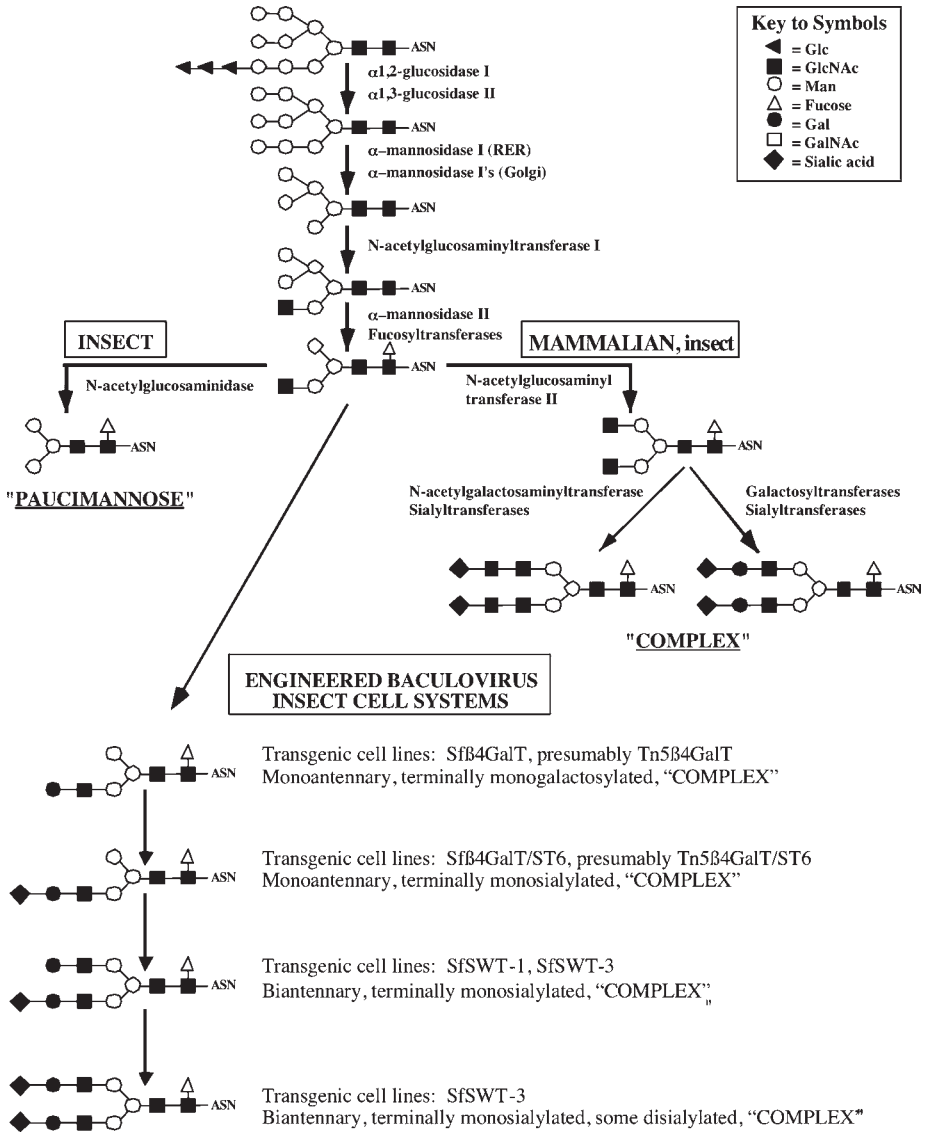 Key to Symbols
= Glc
= GlcNAc
= Man
= Fucose
= Gal
= GalNAc
= Sialic acid
ASN
α1,2-glucosidase I
α1,3-glucosidase II
ASN
α–mannosidase I (RER)
α–mannosidase I's (Golgi)
ASN
N-acetylglucosaminyltransferase I
ASN
α–mannosidase II
Fucosyltransferases
ASN
INSECT
N-acetylglucosaminidase
ASN
"PAUCIMANNOSE"
MAMMALIAN, insect
N-acetylglucosaminyl
transferase II
ASN
N-acetylgalactosaminyltransferase
Sialyltransferases
Galactosyltransferases
Sialyltransferases
ASN
ASN
"COMPLEX"
ENGINEERED BACULOVIRUS
INSECT CELL SYSTEMS
ASN
Transgenic cell lines: Sfß4GalT, presumably Tn5ß4GalT
Monoantennary, terminally monogalactosylated, “COMPLEX”
ASN
Transgenic cell lines: Sfß4GalT/ST6, presumably Tn5ß4GalT/ST6
Monoantennary, terminally monosialylated, “COMPLEX”
ASN
Transgenic cell lines: SfSWT-1, SfSWT-3
Biantennary, terminally monosialylated, “COMPLEX”
"
ASN
Transgenic cell lines: SfSWT-3
Biantennary, terminally monosialylated, some disialylated, “COMPLEX”"